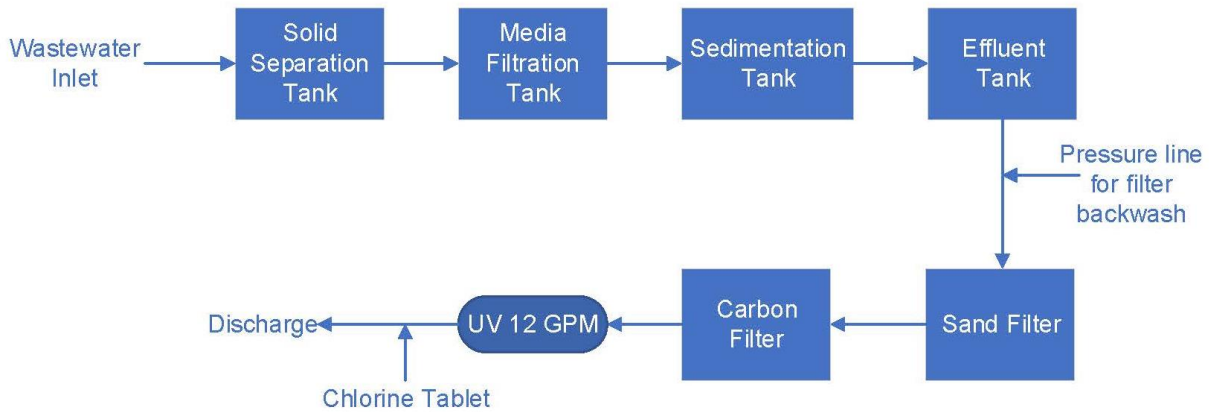 Wastewater
Inlet
Solid
Separation
Tank
Media
Filtration
Tank
Sedimentation
Tank
Effluent
Tank
Pressure line
for filter
backwash
Sand Filter
Carbon
Filter
UV 12 GPM
Discharge
Chlorine Tablet